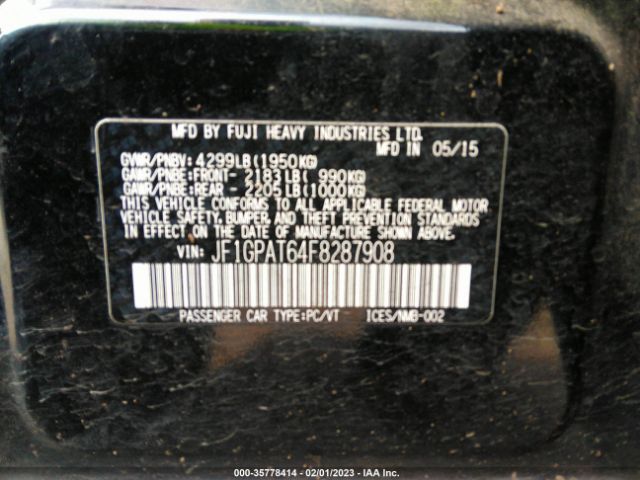 MFD BY FUJI HEAVY INDUSTRIES LTD.
MFD IN 05/15
GVWR/PNBV: 4299LB(1950KG)
GAWR/PNBE:FRONT- 2183LB( 990KG)
GAWR/PNBE:REAR - 2205LB(1000KG)
THIS VEHICLE CONFORMS TO ALL APPLICABLE FEDERAL MOTOR
VEHICLE SAFETY, BUMPER, AND THEFT PREVENTION STANDARDS
IN EFFECT ON THE DATE OF MANUFACTURE SHOWN ABOVE.
VIN: JF1GPAT64F8287908
PASSENGER CAR TYPE:PC/VT ICES/NMB-002
000-35778414 - 02/01/2023 - IAA Inc.